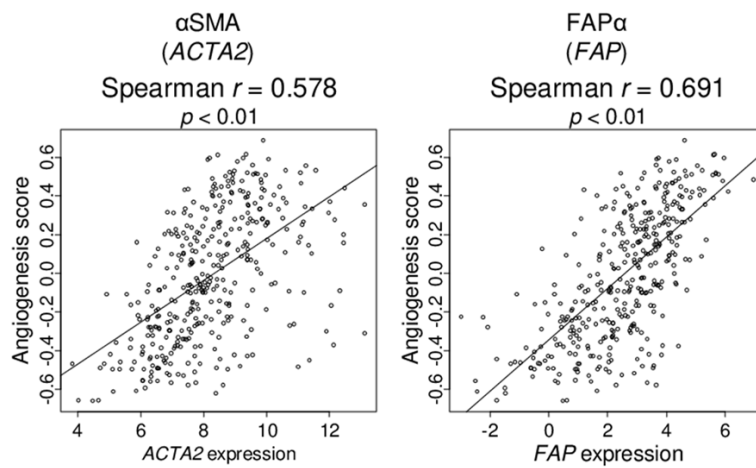 αSMA
(ACTA2)
Spearman r = 0.578
p < 0.01
Angiogenesis score
0.6
0.4
0.2
0.0
-0.2
-0.4
-0.6
4 6 8 10 12
ACTA2 expression
FAPα
(FAP)
Spearman r = 0.691
p < 0.01
Angiogenesis score
0.6
0.4
0.2
0.0
-0.2
-0.4
-0.6
-2 0 2 4 6
FAP expression